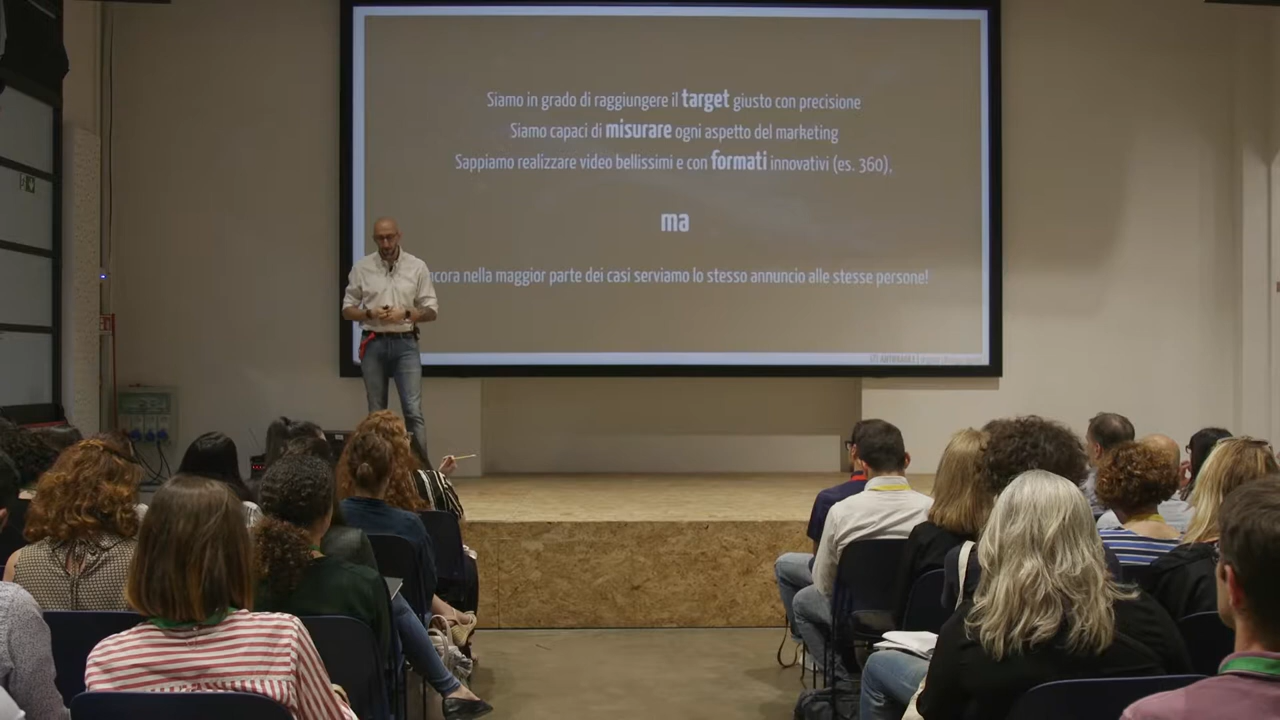 Siamo in grado di raggiungere il target giusto con precisione
Siamo capaci di misurare ogni aspetto del marketing
Sappiamo realizzare video bellissimi e con formati innovativi (es. 360),
ma
ncora nella maggior parte dei casi serviamo lo stesso annuncio alle stesse persone!